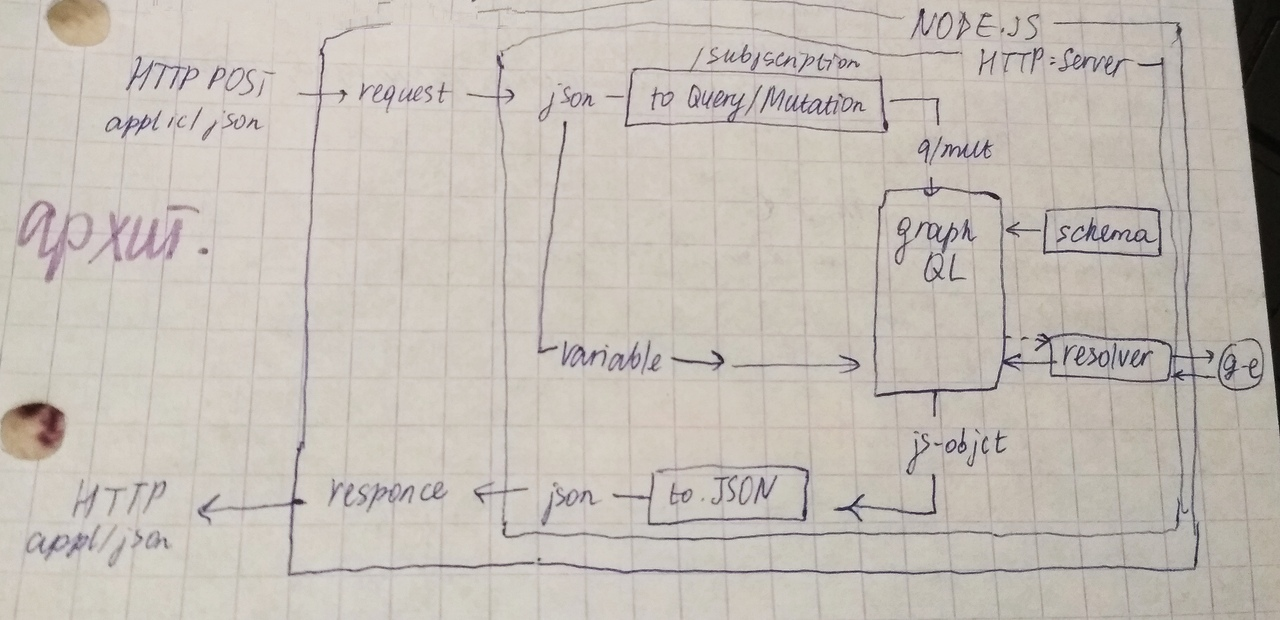 NODE.JS
HTTP-Server
/subscription
HTTP POST
applic/json
request
json
to Query/Mutation
q/mut
архит.
graph
QL
schema
variable
resolver
js-objct
HTTP
appl/json
responce
json
to JSON